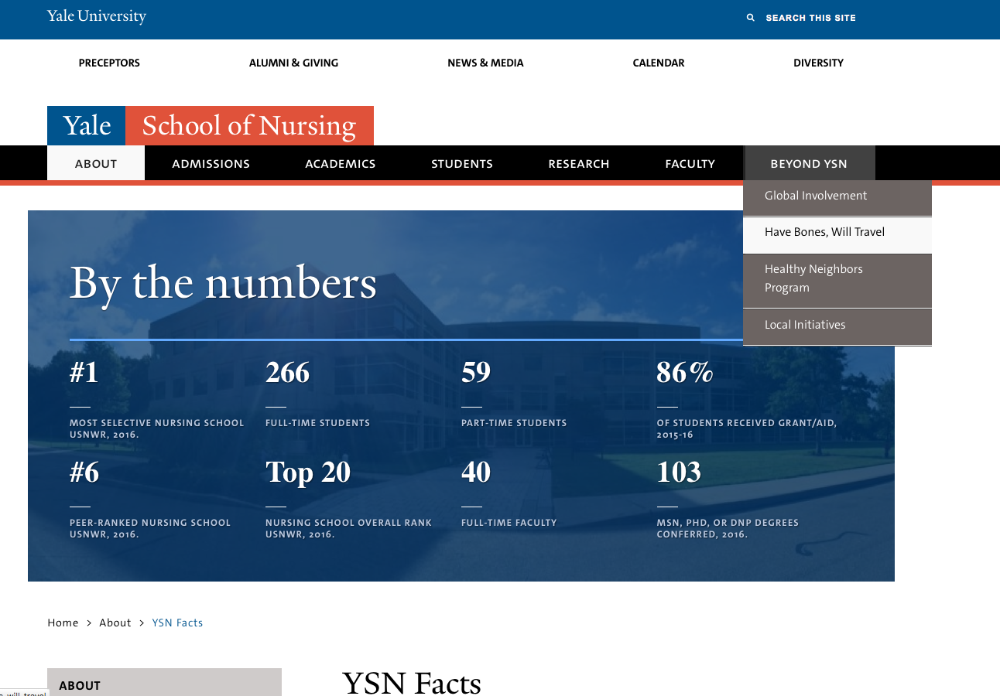 Yale University
SEARCH THIS SITE
PRECEPTORS
ALUMNI & GIVING
NEWS & MEDIA
CALENDAR
DIVERSITY
Yale School of Nursing
ABOUT
ADMISSIONS
ACADEMICS
STUDENTS
RESEARCH
FACULTY
BEYOND YSN
Global Involvement
Have Bones, Will Travel
Healthy Neighbors
Program
Local Initiatives
By the numbers
#1
MOST SELECTIVE NURSING SCHOOL
USNWR, 2016.
266
FULL-TIME STUDENTS
59
PART-TIME STUDENTS
86%
OF STUDENTS RECEIVED GRANT/AID,
2015-16
#6
PEER-RANKED NURSING SCHOOL
USNWR, 2016.
Top 20
NURSING SCHOOL OVERALL RANK
USNWR, 2016.
40
FULL-TIME FACULTY
103
MSN, PHD, OR DNP DEGREES
CONFERRED, 2016.
Home > About > YSN Facts
ABOUT
YSN Facts